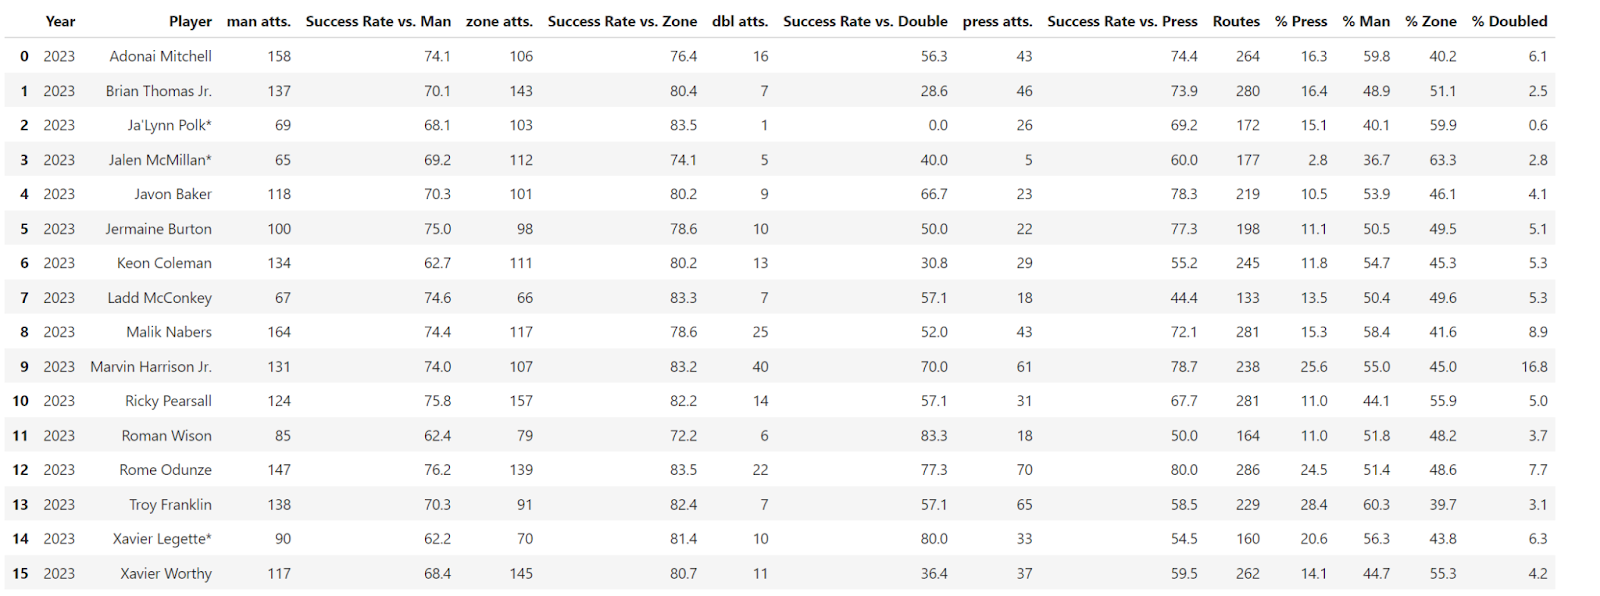 Year Player man atts. Success Rate vs. Man zone atts. Success Rate vs. Zone dbl atts. Success Rate vs. Double press atts. Success Rate vs. Press Routes % Press % Man % Zone % Doubled
0 2023 Adonai Mitchell 158 74.1 106 76.4 16 56.3 43 74.4 264 16.3 59.8 40.2 6.1
1 2023 Brian Thomas Jr. 137 70.1 143 80.4 7 28.6 46 73.9 280 16.4 48.9 51.1 2.5
2 2023 Ja'Lynn Polk* 69 68.1 103 83.5 1 0.0 26 69.2 172 15.1 40.1 59.9 0.6
3 2023 Jalen McMillan* 65 69.2 112 74.1 5 40.0 5 60.0 177 2.8 36.7 63.3 2.8
4 2023 Javon Baker 118 70.3 101 80.2 9 66.7 23 78.3 219 10.5 53.9 46.1 4.1
5 2023 Jermaine Burton 100 75.0 98 78.6 10 50.0 22 77.3 198 11.1 50.5 49.5 5.1
6 2023 Keon Coleman 134 62.7 111 80.2 13 30.8 29 55.2 245 11.8 54.7 45.3 5.3
7 2023 Ladd McConkey 67 74.6 66 83.3 7 57.1 18 44.4 133 13.5 50.4 49.6 5.3
8 2023 Malik Nabers 164 74.4 117 78.6 25 52.0 43 72.1 281 15.3 58.4 41.6 8.9
9 2023 Marvin Harrison Jr. 131 74.0 107 83.2 40 70.0 61 78.7 238 25.6 55.0 45.0 16.8
10 2023 Ricky Pearsall 124 75.8 157 82.2 14 57.1 31 67.7 281 11.0 44.1 55.9 5.0
11 2023 Roman Wison 85 62.4 79 72.2 6 83.3 18 50.0 164 11.0 51.8 48.2 3.7
12 2023 Rome Odunze 147 76.2 139 83.5 22 77.3 70 80.0 286 24.5 51.4 48.6 7.7
13 2023 Troy Franklin 138 70.3 91 82.4 7 57.1 65 58.5 229 28.4 60.3 39.7 3.1
14 2023 Xavier Legette* 90 62.2 70 81.4 10 80.0 33 54.5 160 20.6 56.3 43.8 6.3
15 2023 Xavier Worthy 117 68.4 145 80.7 11 36.4 37 59.5 262 14.1 44.7 55.3 4.2